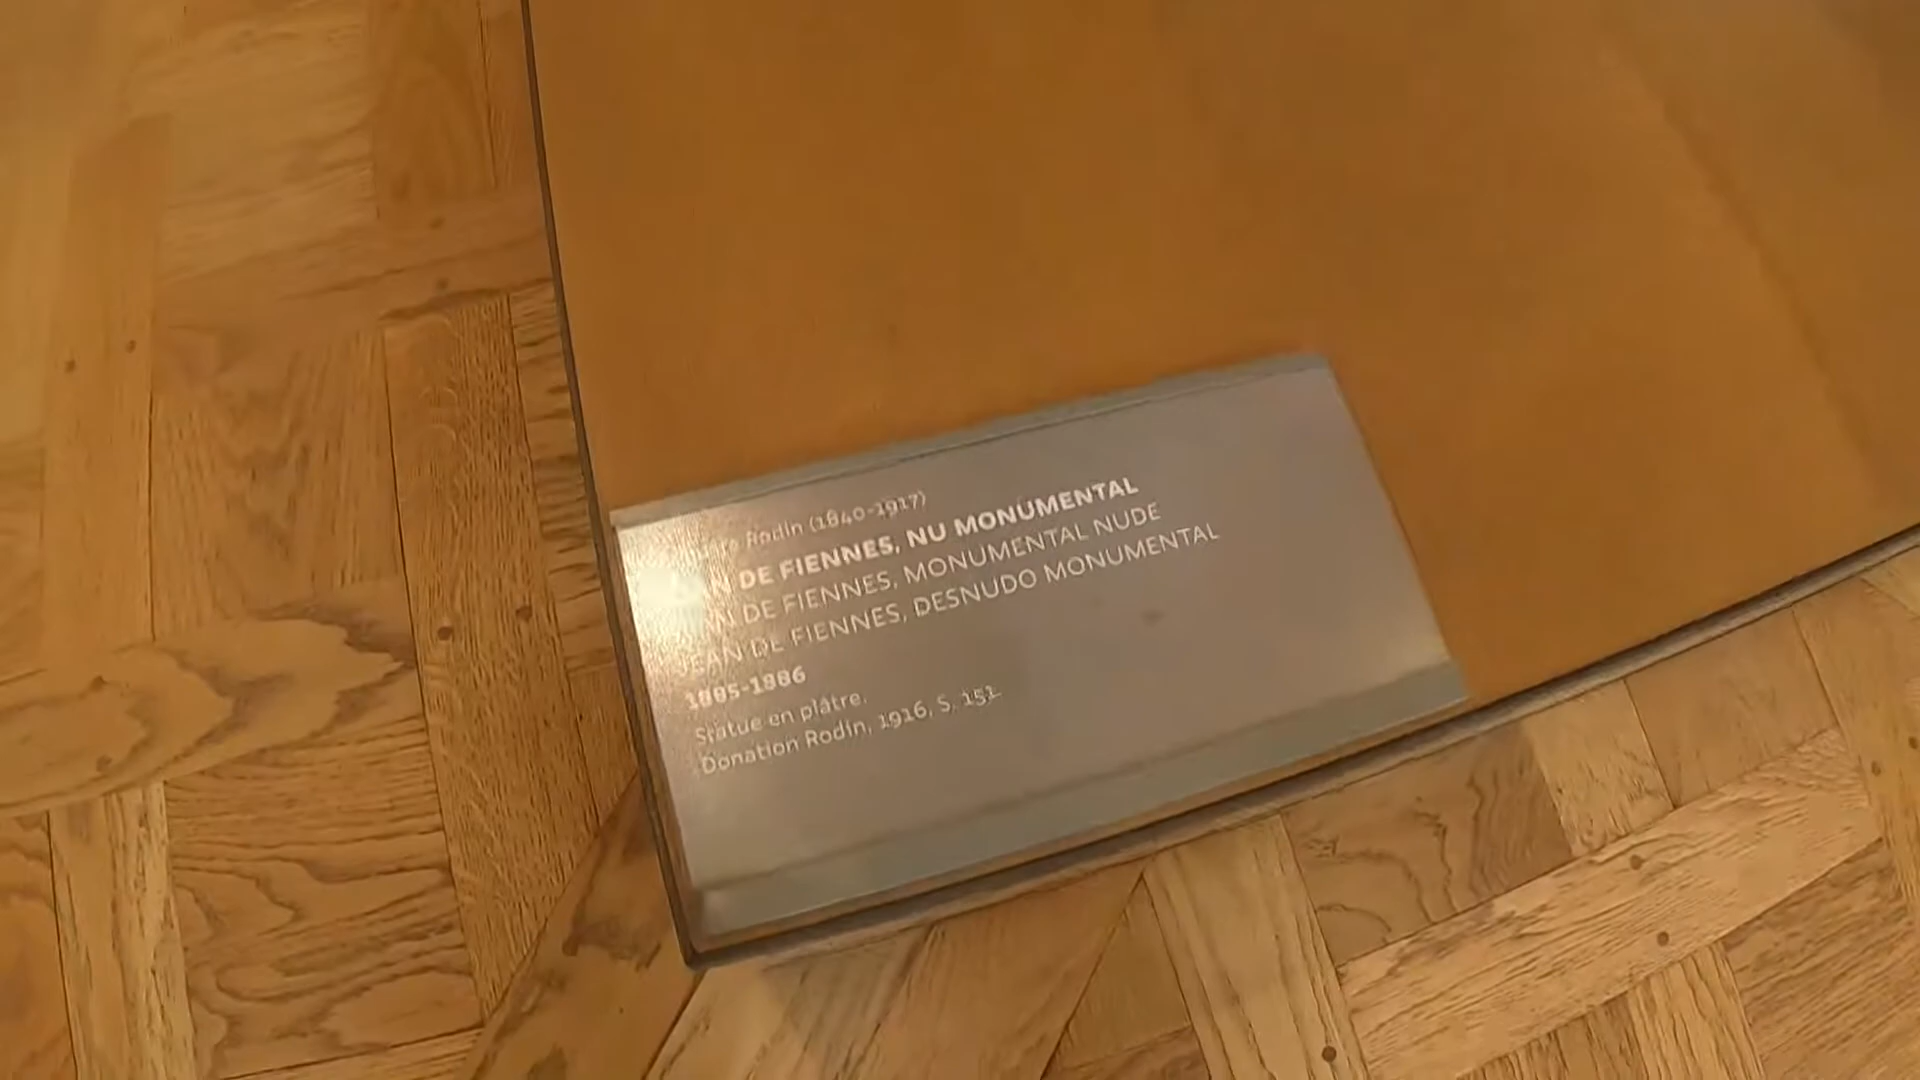 Rodin (1840-1917)
DE FIENNES, NU MONUMENTAL
JEAN DE FIENNES, MONUMENTAL NUDE
JEAN DE FIENNES, DESNUDO MONUMENTAL
1885-1886
Statue en plâtre.
Donation Rodin, 1916, S. 151